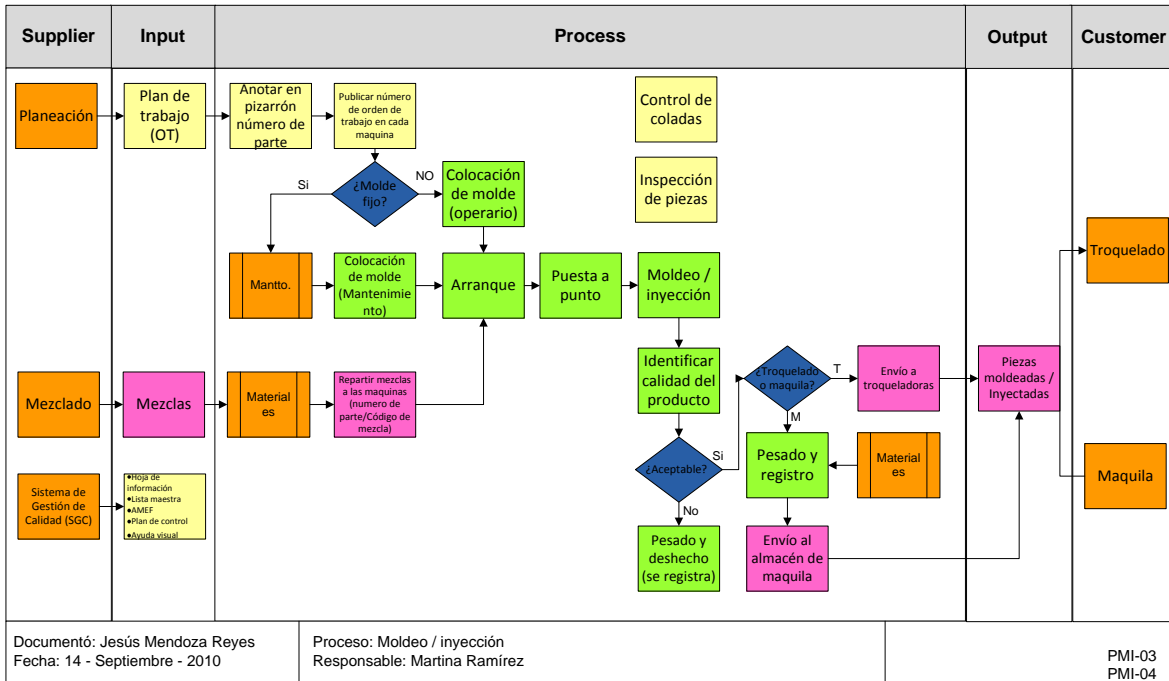 Supplier
Input
Process
Output
Customer
Planeación
Plan de
trabajo
(OT)
Anotar en
pizarrón
número de
parte
Publicar número
de orden de
trabajo en cada
maquina
Control de
coladas
Si
¿Molde
fijo?
NO
Colocación
de molde
(operario)
Inspección
de piezas
Troquelado
Mantto.
Colocación
de molde
(Mantenimie
nto)
Arranque
Puesta a
punto
Moldeo /
inyección
Mezclado
Mezclas
Material
es
Repartir mezclas
a las maquinas
(numero de
parte/Código de
mezcla)
Identificar
calidad del
producto
¿Troquelado
o maquila?
T
Envío a
troqueladoras
Piezas
moldeadas /
Inyectadas
M
Sistema de
Gestión de
Calidad (SGC)
●Hoja de
información
●Lista maestra
●AMEF
●Plan de control
●Ayuda visual
¿Aceptable?
Si
Pesado y
registro
Material
es
Maquila
No
Pesado y
deshecho
(se registra)
Envío al
almacén de
maquila
Documentó: Jesús Mendoza Reyes
Fecha: 14 - Septiembre - 2010
Proceso: Moldeo / inyección
Responsable: Martina Ramírez
PMI-03
PMI-04